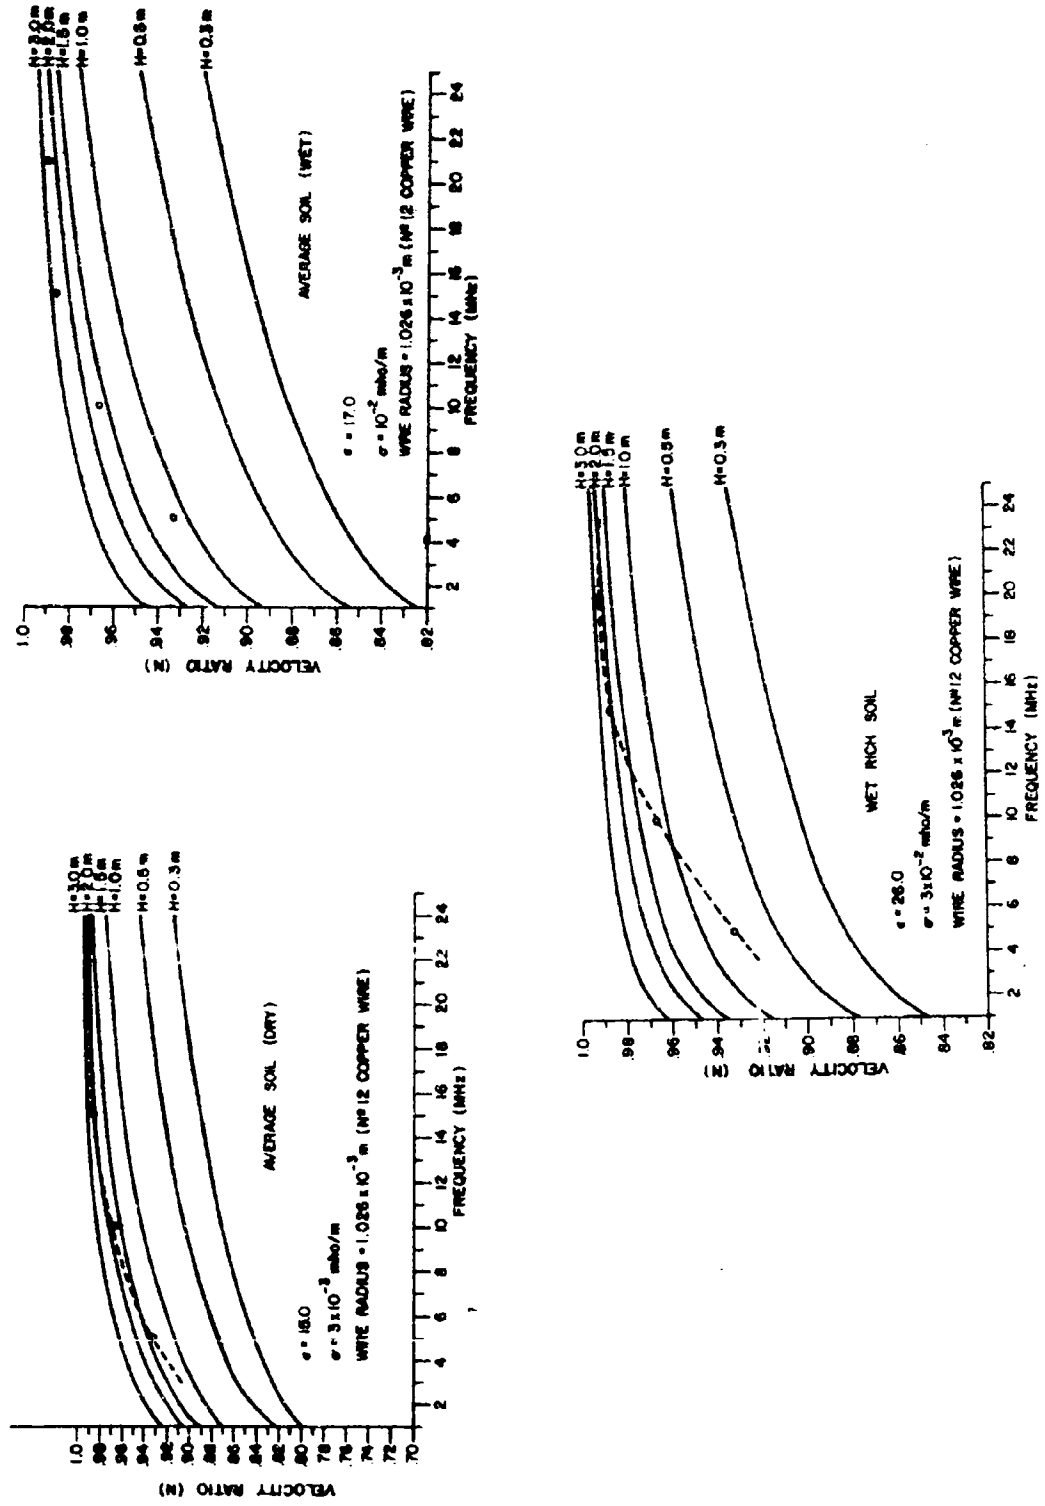 H=3.0m
H=2.0m
H=1.5m
H=1.0m
H=0.5m
H=0.3m
AVERAGE SOIL (DRY)
ε = 15.0
σ = 3x10⁻³ mho/m
WIRE RADIUS = 1.026 x 10⁻³ m (Nº 12 COPPER WIRE)
VELOCITY RATIO (N)
1.0
.98
.96
.94
.92
.90
.88
.86
.84
.82
.80
.78
.76
.74
.72
.70
2 4 6 8 10 12 14 16 18 20 22 24
FREQUENCY (MHz)
H=3.0m
H=2.0m
H=1.5m
H=1.0m
H=0.5m
H=0.3m
AVERAGE SOIL (WET)
ε = 17.0
σ = 10⁻² mho/m
WIRE RADIUS = 1.026 x 10⁻³ m (Nº 12 COPPER WIRE)
VELOCITY RATIO (N)
1.0
.98
.96
.94
.92
.90
.88
.86
.84
.82
2 4 6 8 10 12 14 16 18 20 22 24
FREQUENCY (MHz)
H=3.0m
H=2.0m
H=1.5m
H=1.0m
H=0.5m
H=0.3m
WET RICH SOIL
ε = 26.0
σ = 3x10⁻² mho/m
WIRE RADIUS = 1.026 x 10⁻³ m (Nº 12 COPPER WIRE)
VELOCITY RATIO (N)
1.0
.98
.96
.94
.90
.88
.86
.84
.82
2 4 6 8 10 12 14 16 18 20 22 24
FREQUENCY (MHz)